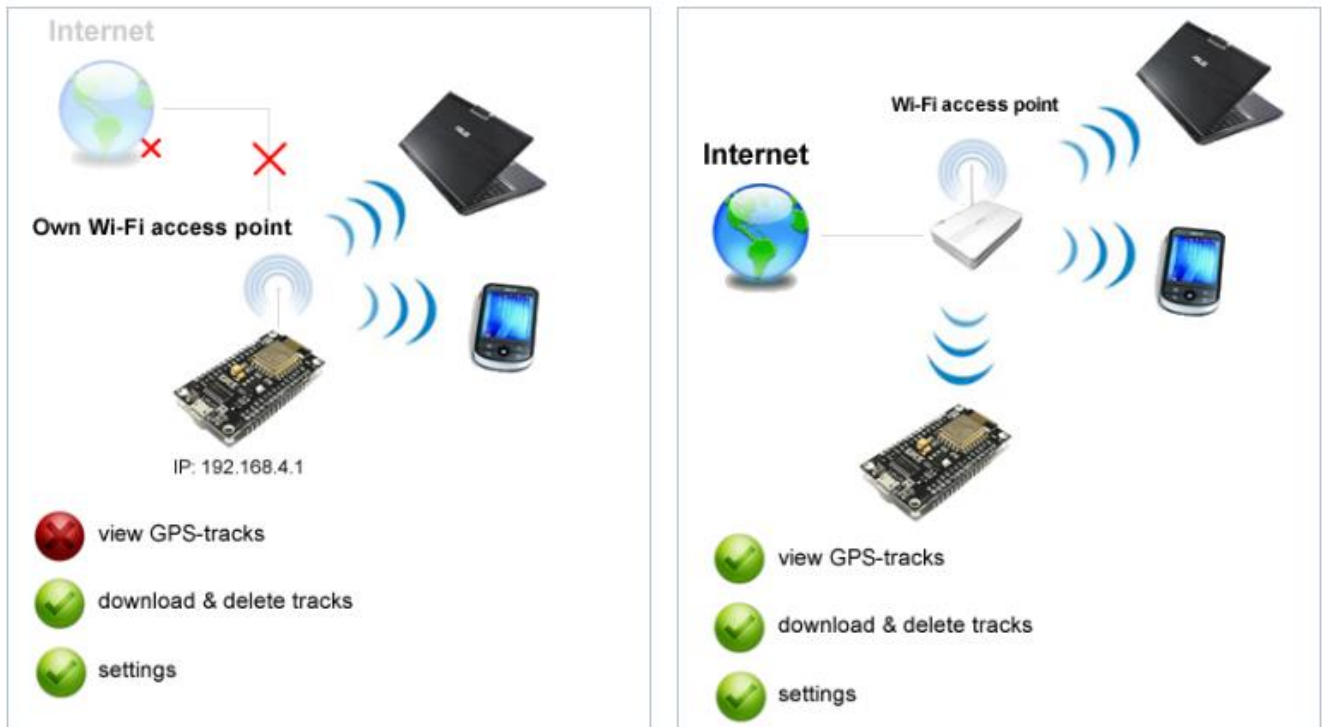 Internet
Own Wi-Fi access point
IP: 192.168.4.1
view GPS-tracks
download & delete tracks
settings
Wi-Fi access point
Internet
view GPS-tracks
download & delete tracks
settings